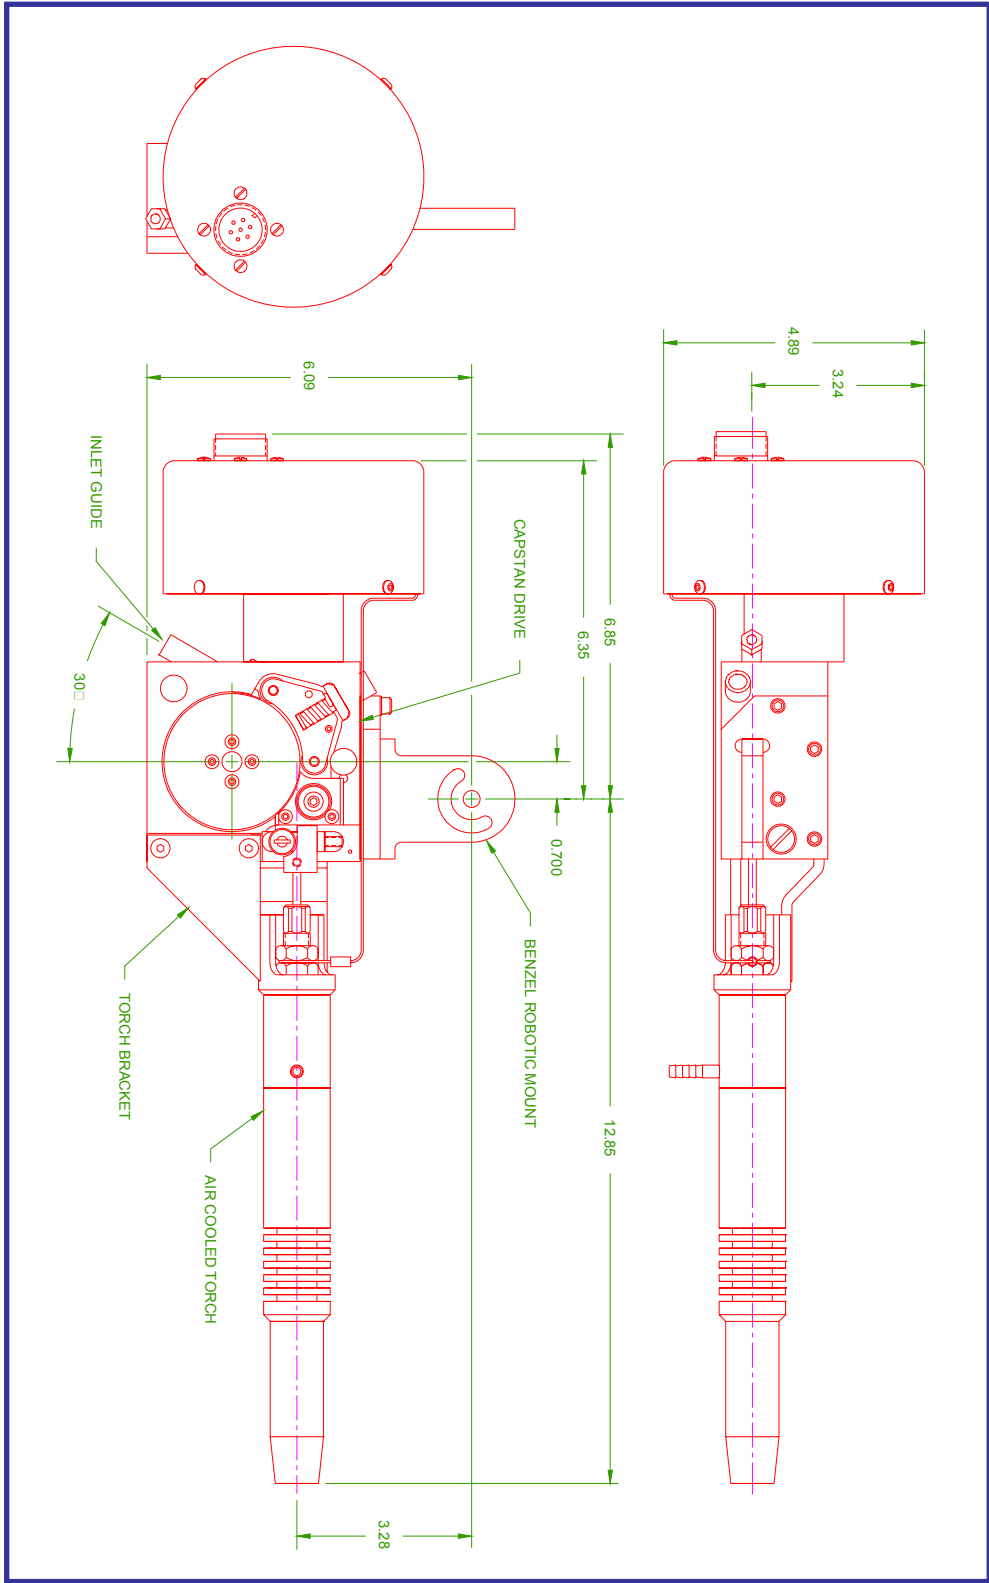 4.89
3.24
6.09
6.85
6.35
0.700
12.85
3.28
30□
INLET GUIDE
CAPSTAN DRIVE
BENZEL ROBOTIC MOUNT
TORCH BRACKET
AIR COOLED TORCH